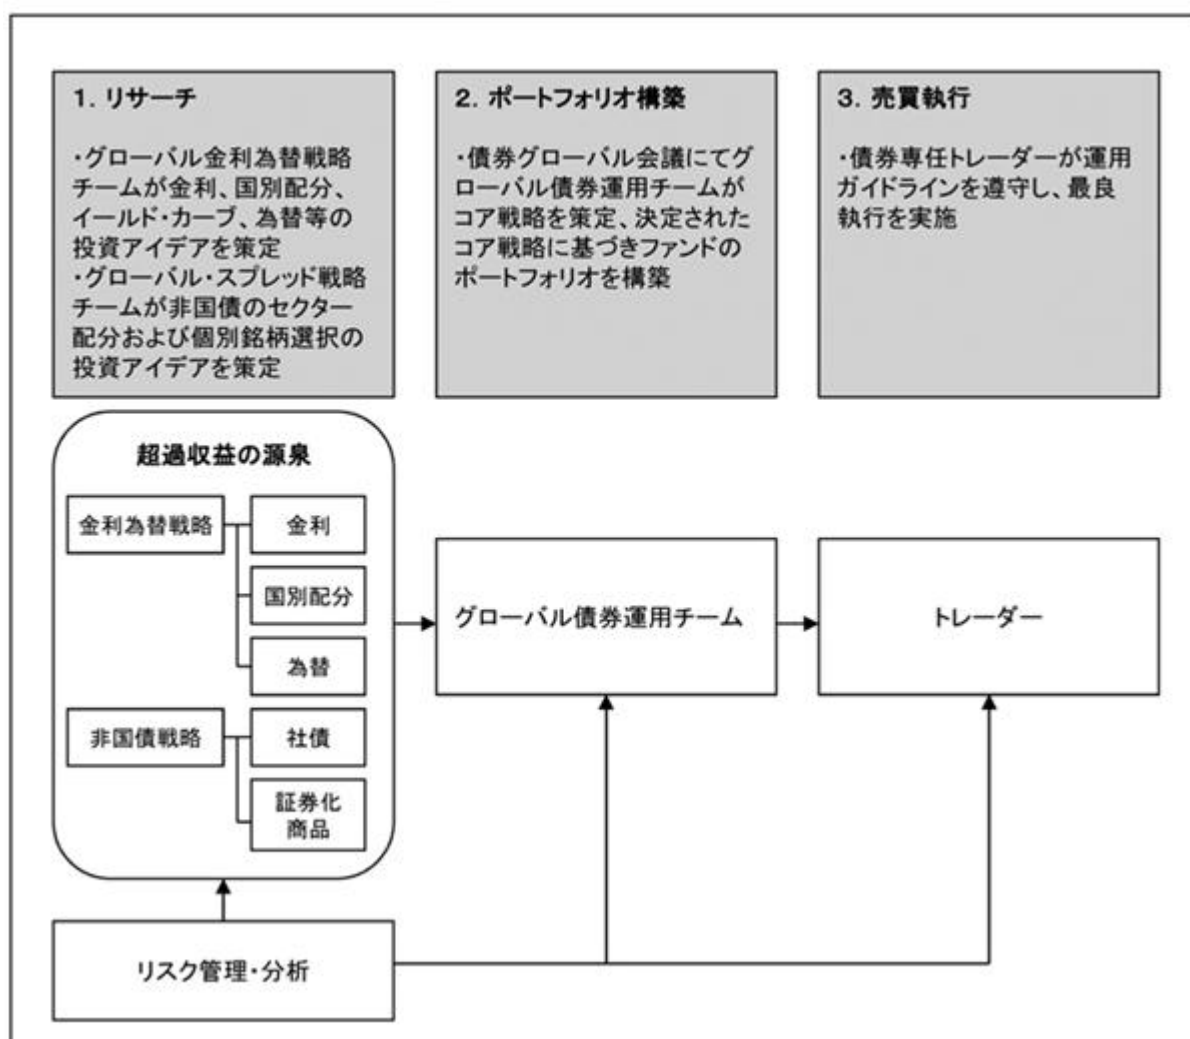 1. リサーチ
・グローバル金利為替戦略
チームが金利、国別配分、
イールド・カーブ、為替等の
投資アイデアを策定
・グローバル・スプレッド戦略
チームが非国債のセクター
配分および個別銘柄選択の
投資アイデアを策定
2. ポートフォリオ構築
・債券グローバル会議にてグ
ローバル債券運用チームが
コア戦略を策定、決定された
コア戦略に基づきファンドの
ポートフォリオを構築
3. 売買執行
・債券専任トレーダーが運用
ガイドラインを遵守し、最良
執行を実施
超過収益の源泉
金利為替戦略
金利
国別配分
為替
非国債戦略
社債
証券化
商品
グローバル債券運用チーム
トレーダー
リスク管理・分析